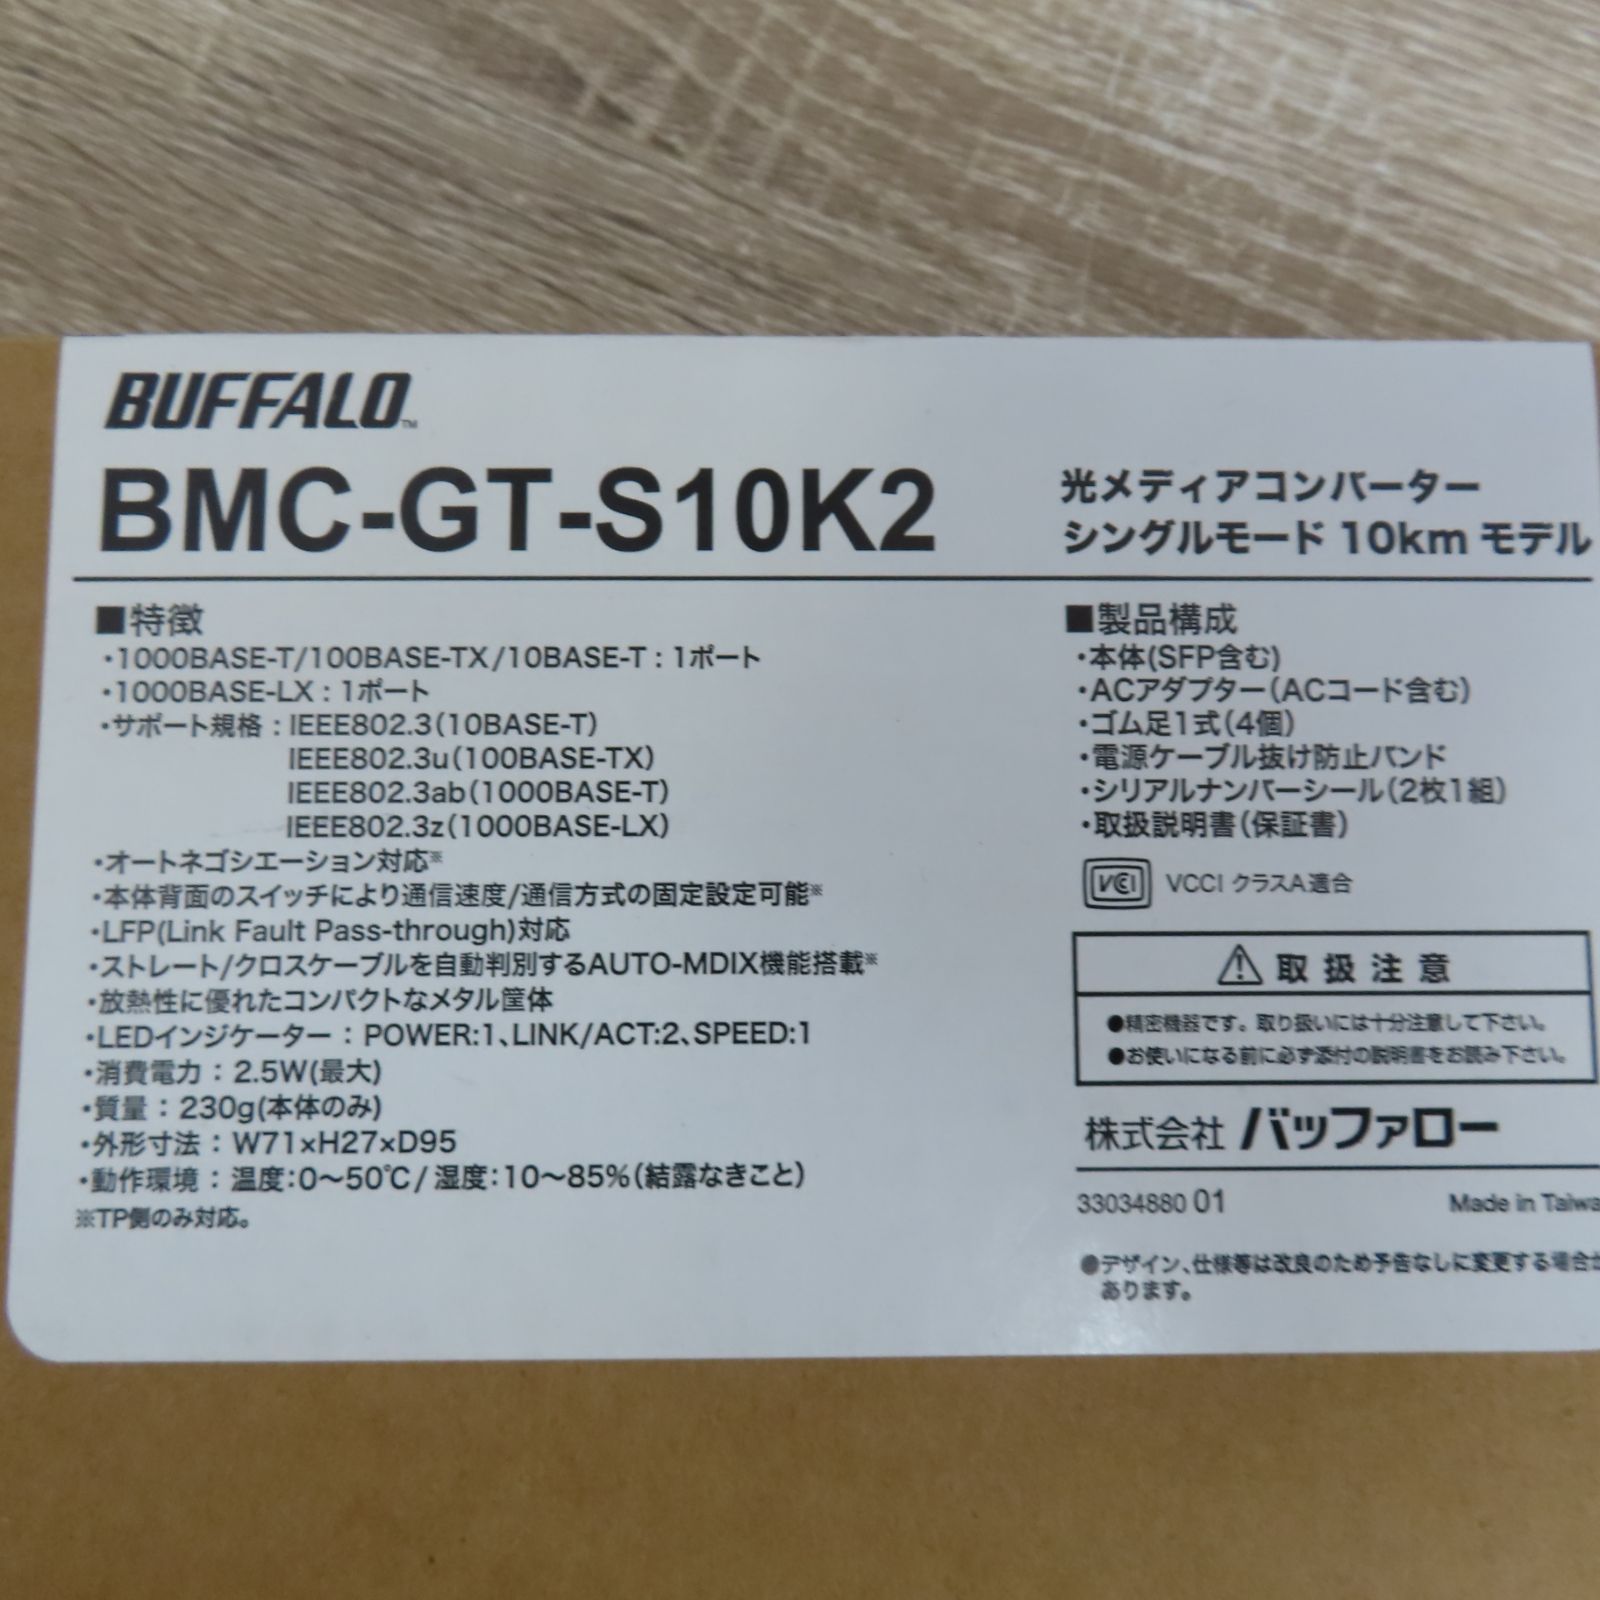 BUFFALO™
BMC-GT-S10K2
光メディアコンバーター
シングルモード 10km モデル
■特徴
・1000BASE-T/100BASE-TX/10BASE-T : 1ポート
・1000BASE-LX : 1ポート
・サポート規格 : IEEE802.3(10BASE-T)
IEEE802.3u(100BASE-TX)
IEEE802.3ab(1000BASE-T)
IEEE802.3z(1000BASE-LX)
・オートネゴシエーション対応※
・本体背面のスイッチにより通信速度/通信方式の固定設定可能※
・LFP(Link Fault Pass-through)対応
・ストレート/クロスケーブルを自動判別するAUTO-MDIX機能搭載※
・放熱性に優れたコンパクトなメタル筐体
・LEDインジケーター : POWER:1、LINK/ACT:2、SPEED:1
・消費電力 : 2.5W(最大)
・質量 : 230g(本体のみ)
・外形寸法 : W71×H27×D95
・動作環境 : 温度:0～50℃/ 湿度:10～85%(結露なきこと)
※TP側のみ対応。
■製品構成
・本体(SFP含む)
・ACアダプター(ACコード含む)
・ゴム足1式(4個)
・電源ケーブル抜け防止バンド
・シリアルナンバーシール(2枚1組)
・取扱説明書(保証書)
VCCI VCCI クラスA適合
⚠取扱注意
●精密機器です。取り扱いには十分注意して下さい。
●お使いになる前に必ず添付の説明書をお読み下さい。
株式会社 バッファロー
33034880 01 Made in Taiwa
●デザイン、仕様等は改良のため予告なしに変更する場合が
あります。